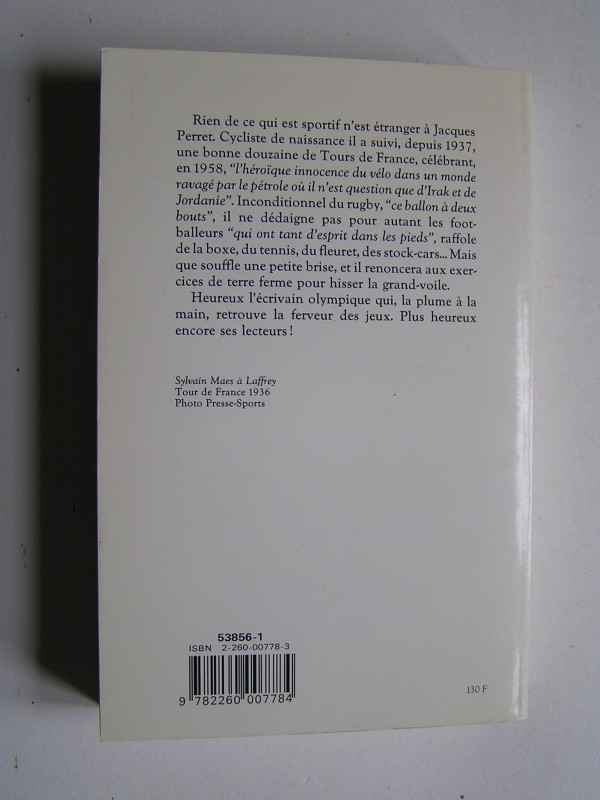 Rien de ce qui est sportif n'est étranger à Jacques
Perret. Cycliste de naissance il a suivi, depuis 1937,
une bonne douzaine de Tours de France, célébrant,
en 1958, "l'héroïque innocence du vélo dans un monde
ravagé par le pétrole où il n'est question que d'Irak et de
Jordanie". Inconditionnel du rugby, "ce ballon à deux
bouts", il ne dédaigne pas pour autant les foot-
balleurs "qui ont tant d'esprit dans les pieds", raffole
de la boxe, du tennis, du fleuret, des stock-cars... Mais
que souffle une petite brise, et il renoncera aux exer-
cices de terre ferme pour hisser la grand-voile.
Heureux l'écrivain olympique qui, la plume à la
main, retrouve la ferveur des jeux. Plus heureux
encore ses lecteurs !
Sylvain Maes à Laffrey
Tour de France 1936
Photo Presse-Sports
53856-1
ISBN 2-260-00778-3
9 782260 007784
130 F